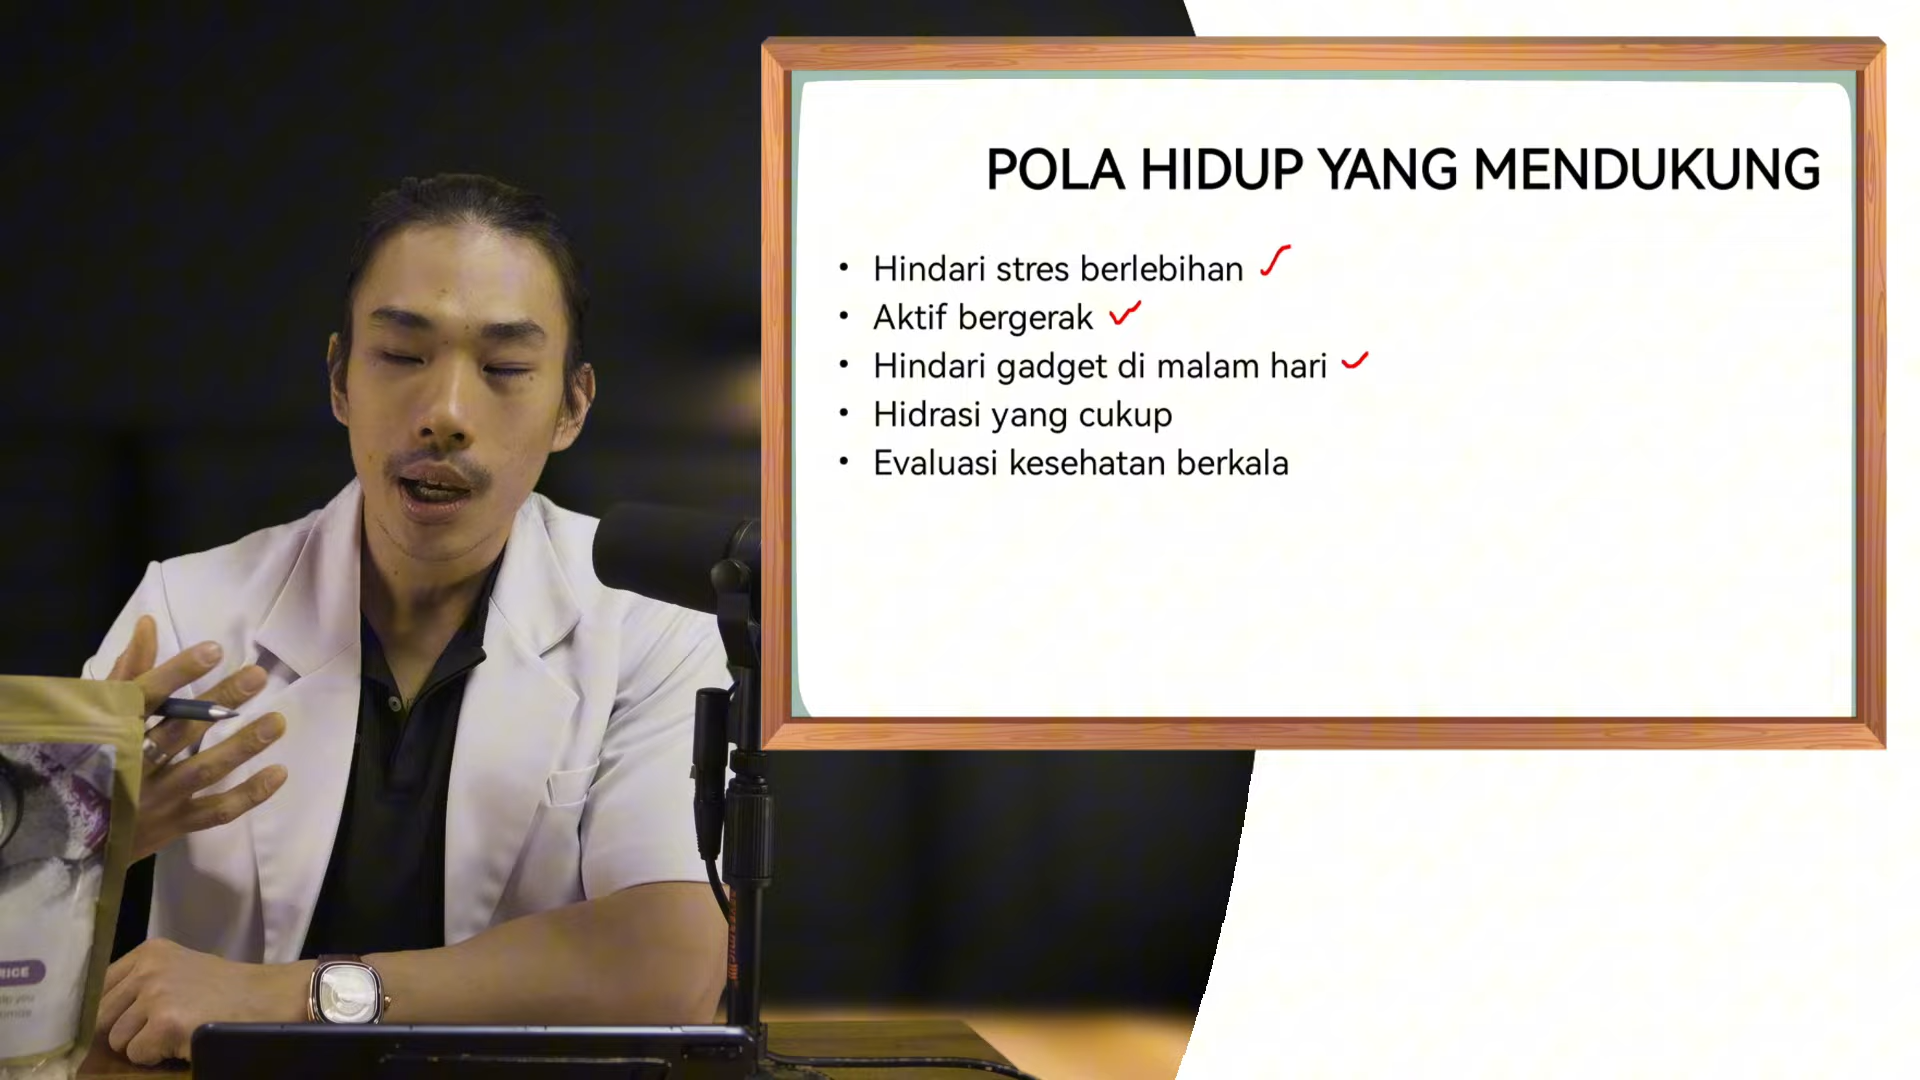 POLA HIDUP YANG MENDUKUNG
• Hindari stres berlebihan
• Aktif bergerak
• Hindari gadget di malam hari
• Hidrasi yang cukup
• Evaluasi kesehatan berkala
RICE